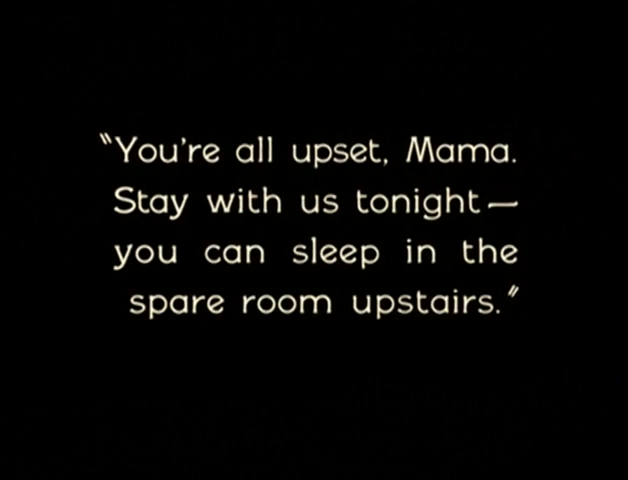 "You're all upset, Mama.
Stay with us tonight—
you can sleep in the
spare room upstairs."